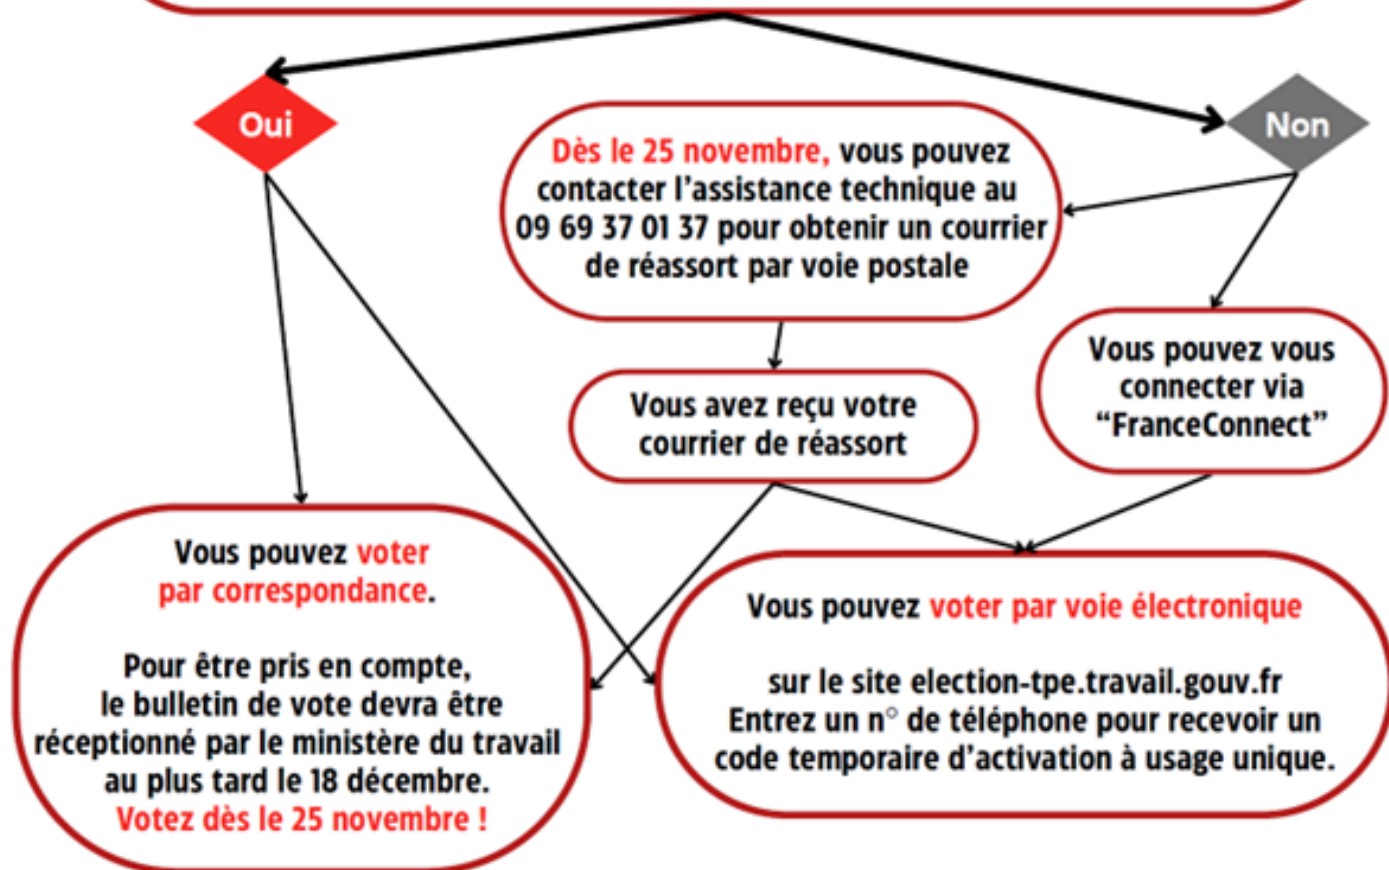 Oui
Non
Dès le 25 novembre, vous pouvez
contacter l'assistance technique au
09 69 37 01 37 pour obtenir un courrier
de réassort par voie postale
Vous pouvez vous
connecter via
“FranceConnect”
Vous avez reçu votre
courrier de réassort
Vous pouvez voter
par correspondance.
Pour être pris en compte,
le bulletin de vote devra être
réceptionné par le ministère du travail
au plus tard le 18 décembre.
Votez dès le 25 novembre !
Vous pouvez voter par voie électronique
sur le site election-tpe.travail.gouv.fr
Entrez un n° de téléphone pour recevoir un
code temporaire d'activation à usage unique.